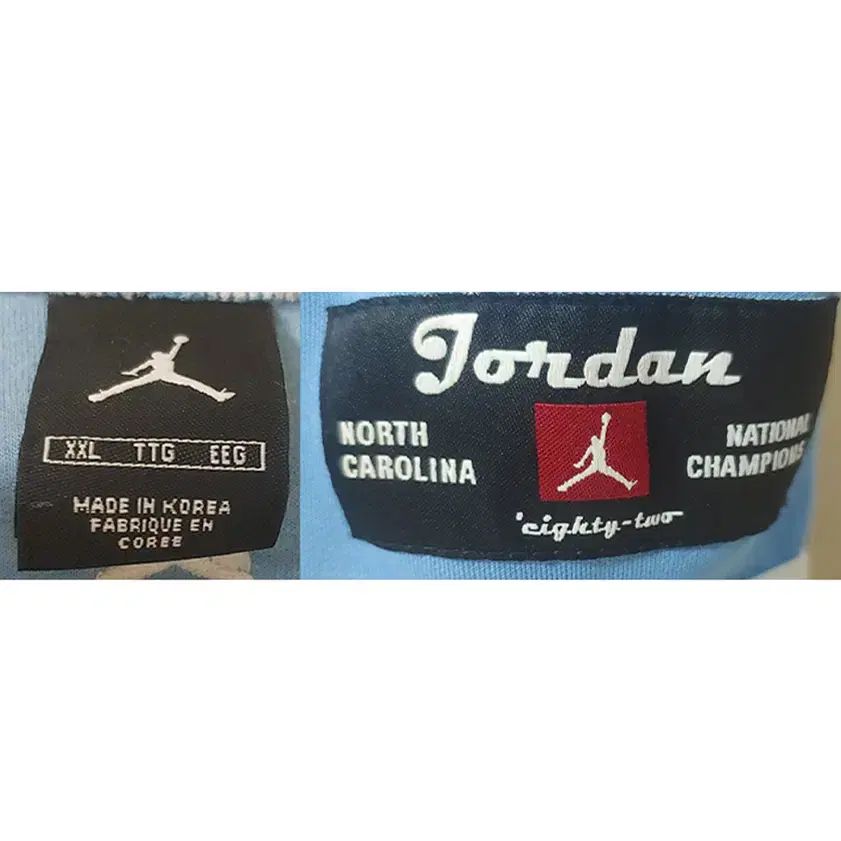 XXL TTG EEG
MADE IN KOREA
FABRIQUE EN
COREE
Jordan
NORTH
CAROLINA
NATIONAL
CHAMPIONS
'eighty-two